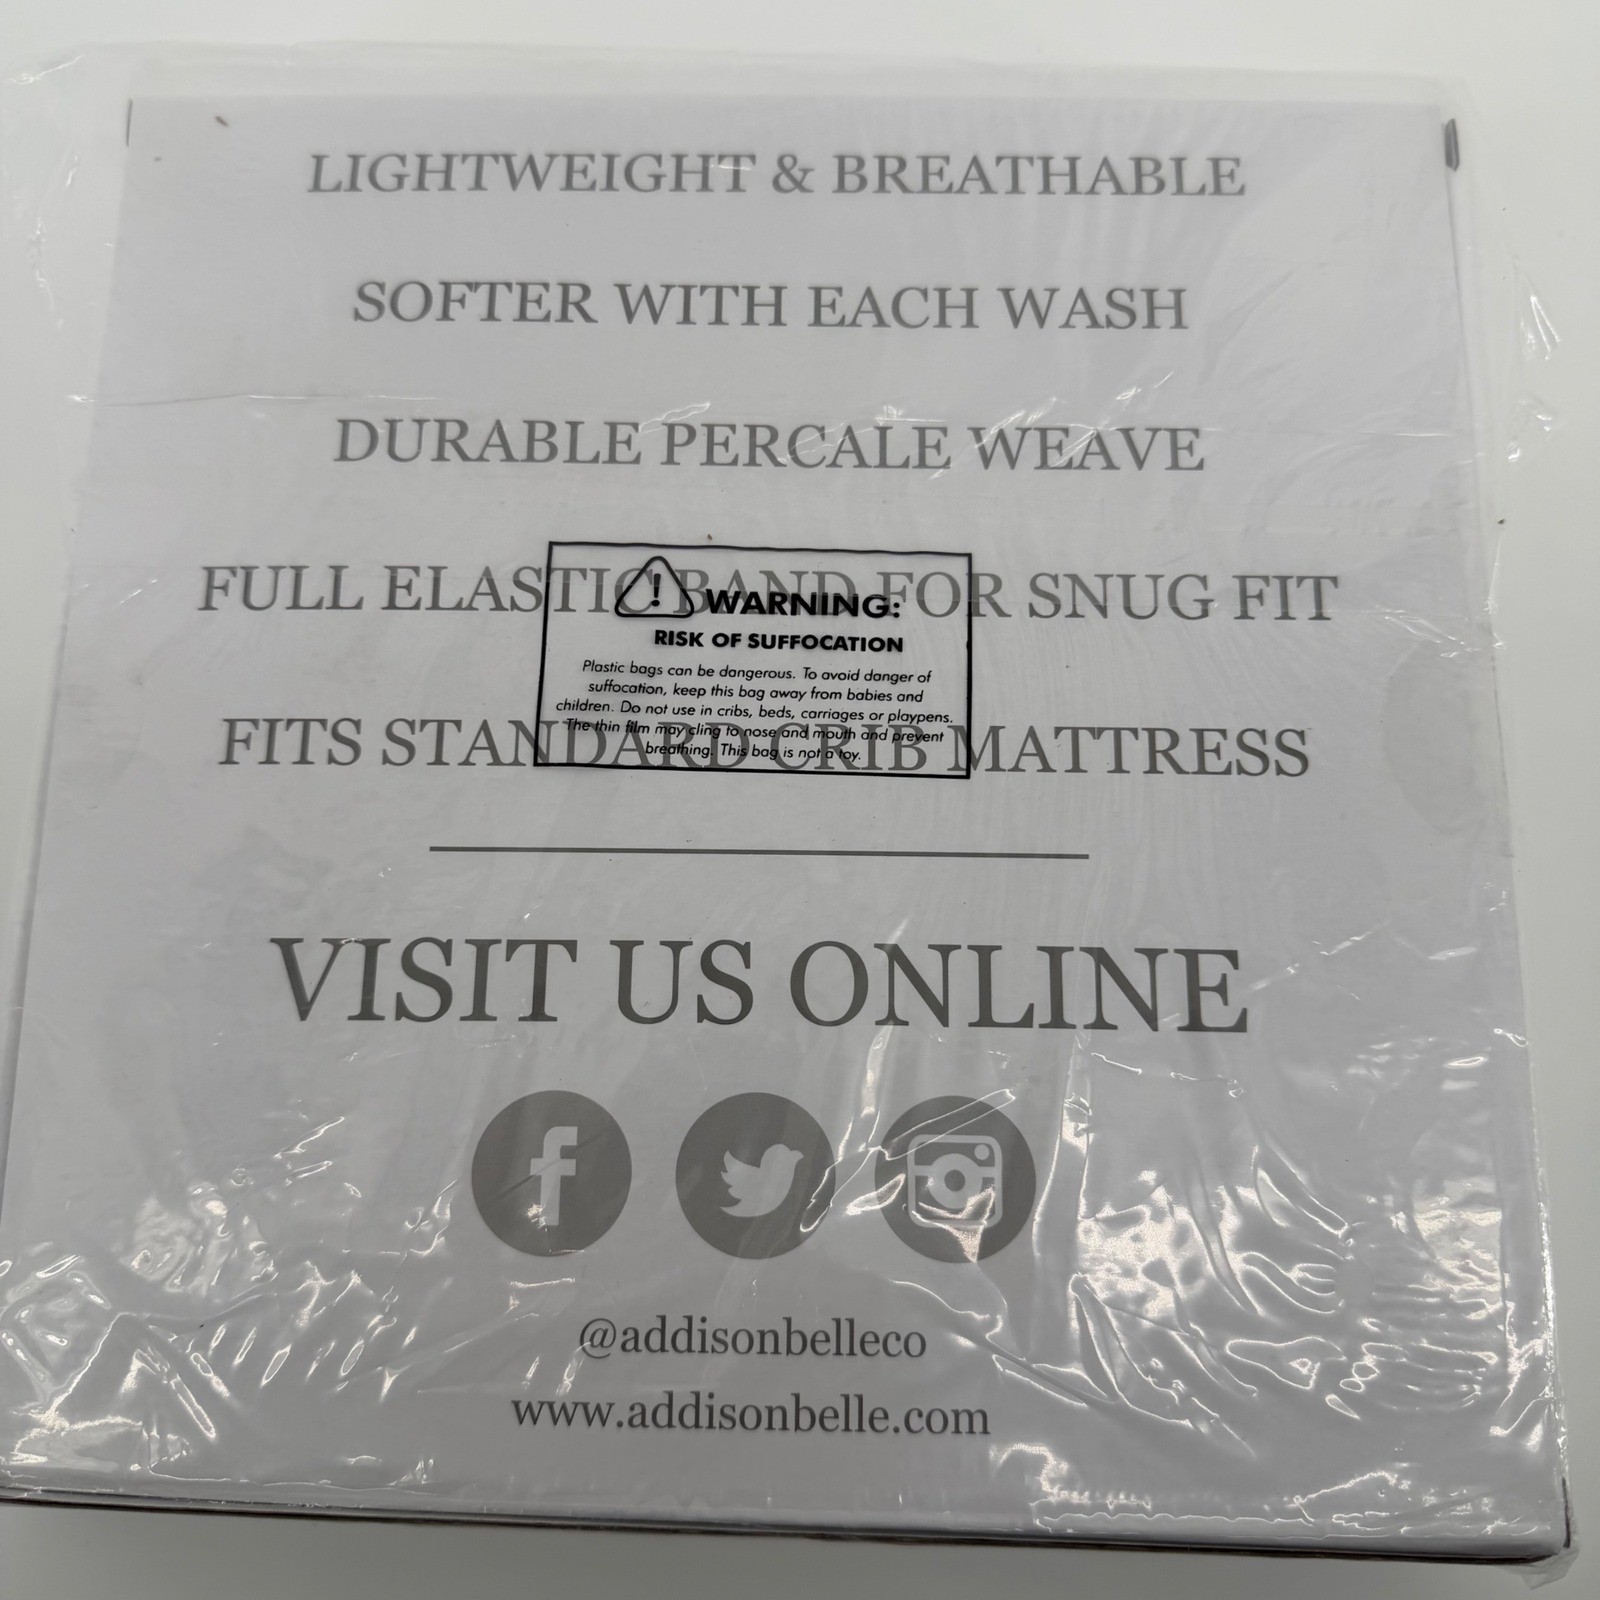 LIGHTWEIGHT & BREATHABLE
SOFTER WITH EACH WASH
DURABLE PERCALE WEAVE
FULL ELASTIC BAND FOR SNUG FIT
WARNING:
RISK OF SUFFOCATION
Plastic bags can be dangerous. To avoid danger of
suffocation, keep this bag away from babies and
children. Do not use in cribs, beds, carriages or playpens.
The thin film may cling to nose and mouth and prevent
breathing. This bag is not a toy.
FITS STANDARD CRIB MATTRESS
VISIT US ONLINE
@addisonbelleco
www.addisonbelle.com